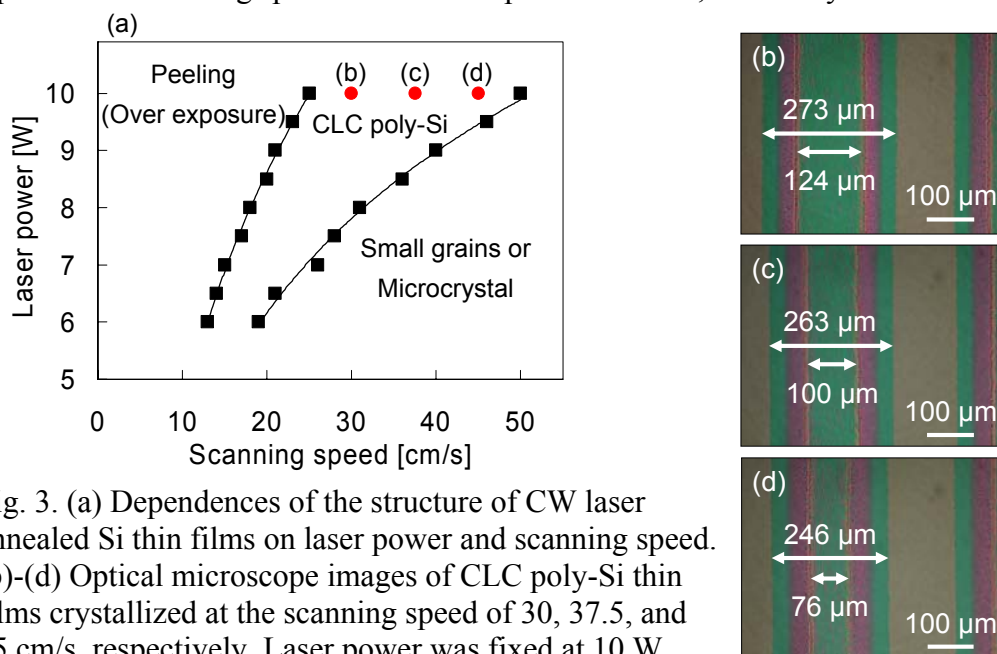 (a)
Peeling
(Over exposure)
(b) (c) (d)
CLC poly-Si
Small grains or
Microcrystal
Laser power [W]
10
9
8
7
6
5
0 10 20 30 40 50
Scanning speed [cm/s]
(b)
273 µm
124 µm
100 µm
(c)
263 µm
100 µm
100 µm
(d)
246 µm
76 µm
100 µm
ig. 3. (a) Dependences of the structure of CW laser
nnealed Si thin films on laser power and scanning speed.
)-(d) Optical microscope images of CLC poly-Si thin
lms crystallized at the scanning speed of 30, 37.5, and
5 cm/s, respectively. Laser power was fixed at 10 W